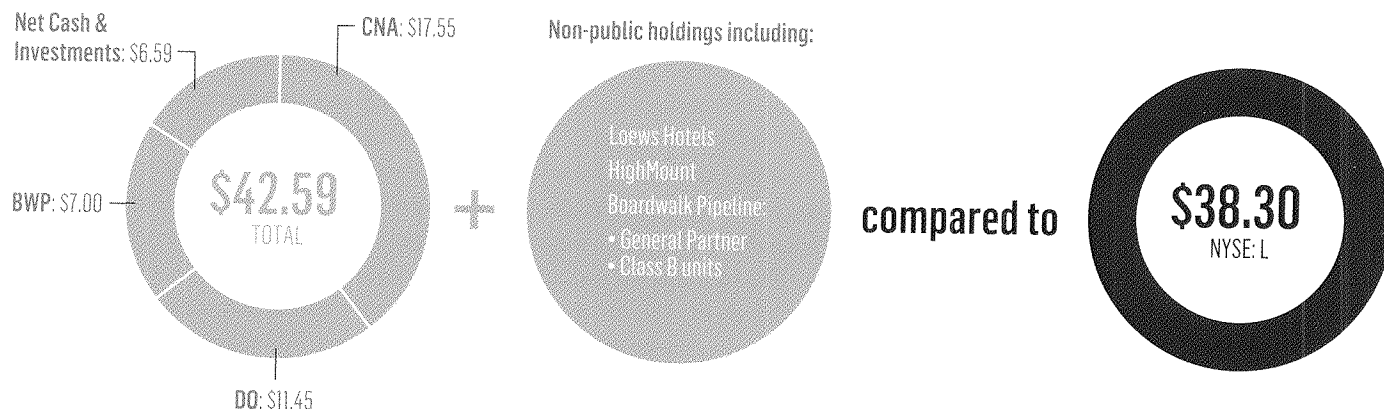 Net Cash &
Investments: $6.59
CNA: $17.55
BWP: $7.00
$42.59
TOTAL
DO: $11.45
+
Non-public holdings including:
Loews Hotels
HighMount
Boardwalk Pipeline:
• General Partner
• Class B units
compared to
$38.30
NYSE: L